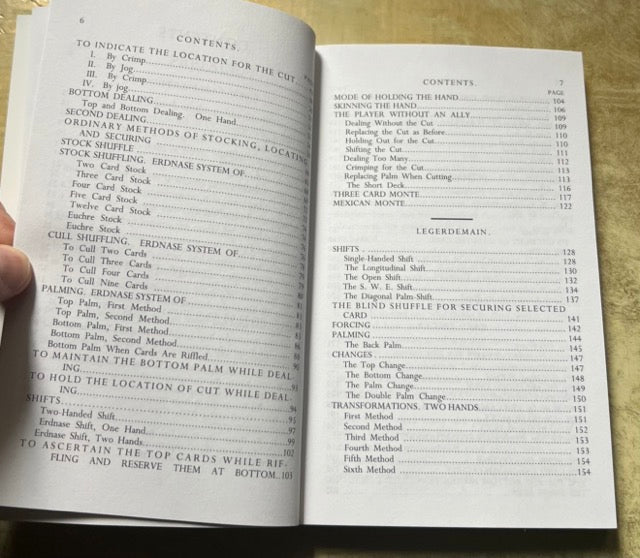 6
CONTENTS.
PAGE
TO INDICATE THE LOCATION FOR THE CUT
I. By Crimp
II. By Jog
III. By Crimp
IV. By jog
BOTTOM DEALING
Top and Bottom Dealing. One Hand
SECOND DEALING
ORDINARY METHODS OF STOCKING, LOCATING
AND SECURING
STOCK SHUFFLE
STOCK SHUFFLING. ERDNASE SYSTEM OF
Two Card Stock
Three Card Stock
Four Card Stock
Five Card Stock
Twelve Card Stock
Euchre Stock
Euchre Stock
CULL SHUFFLING. ERDNASE SYSTEM OF
To Cull Two Cards
To Cull Three Cards
To Cull Four Cards
To Cull Nine Cards
PALMING. ERDNASE SYSTEM OF
Top Palm, First Method
Top Palm, Second Method
Bottom Palm, First Method
Bottom Palm, Second Method
Bottom Palm When Cards Are Riffled
TO MAINTAIN THE BOTTOM PALM WHILE DEAL-
ING 93
TO HOLD THE LOCATION OF CUT WHILE DEAL-
ING 94
SHIFTS 95
Two-Handed Shift
Erdnase Shift, One Hand 97
Erdnase Shift, Two Hands 99
TO ASCERTAIN THE TOP CARDS WHILE RIF-
FLING AND RESERVE THEM AT BOTTOM 103
CONTENTS. 7
PAGE
MODE OF HOLDING THE HAND 104
SKINNING THE HAND 106
THE PLAYER WITHOUT AN ALLY 109
Dealing Without the Cut 109
Replacing the Cut as Before 110
Holding Out for the Cut 110
Shifting the Cut 111
Dealing Too Many 112
Crimping for the Cut 113
Replacing Palm When Cutting 113
The Short Deck 116
THREE CARD MONTE 117
MEXICAN MONTE 122
LEGERDEMAIN.
SHIFTS 128
Single-Handed Shift 128
The Longitudinal Shift 130
The Open Shift 132
The S. W. E. Shift 134
The Diagonal Palm-Shift 137
THE BLIND SHUFFLE FOR SECURING SELECTED
CARD 141
FORCING 142
PALMING 144
The Back Palm 145
CHANGES 147
The Top Change 147
The Bottom Change 148
The Palm Change 149
The Double Palm Change 150
TRANSFORMATIONS. TWO HANDS 151
First Method 151
Second Method 152
Third Method 153
Fourth Method 153
Fifth Method 154
Sixth Method 154